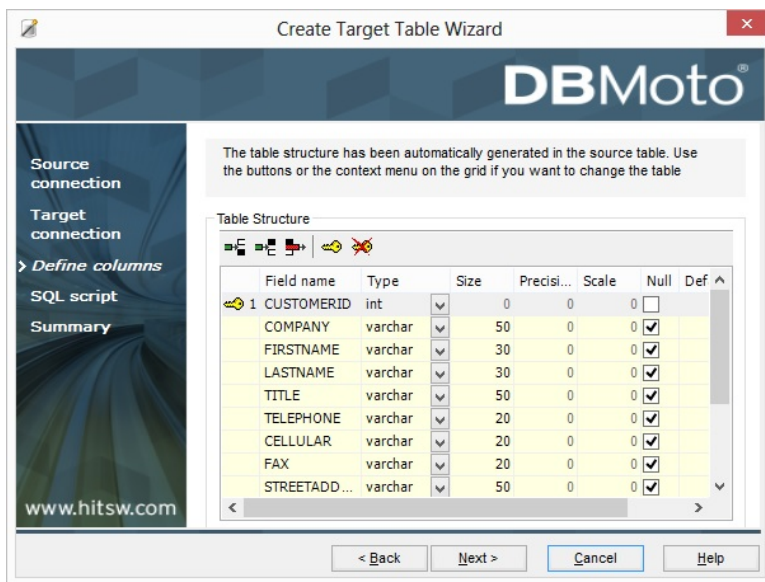 Create Target Table Wizard
DBMoto®
Source
connection
Target
connection
Define columns
SQL script
Summary
www.hitsw.com
The table structure has been automatically generated in the source table. Use
the buttons or the context menu on the grid if you want to change the table
Table Structure
Field name Type Size Precisi... Scale Null Def
1 CUSTOMERID int 0 0 0
COMPANY varchar 50 0 0
FIRSTNAME varchar 30 0 0
LASTNAME varchar 30 0 0
TITLE varchar 50 0 0
TELEPHONE varchar 20 0 0
CELLULAR varchar 20 0 0
FAX varchar 20 0 0
STREETADD... varchar 50 0 0
< Back Next > Cancel Help